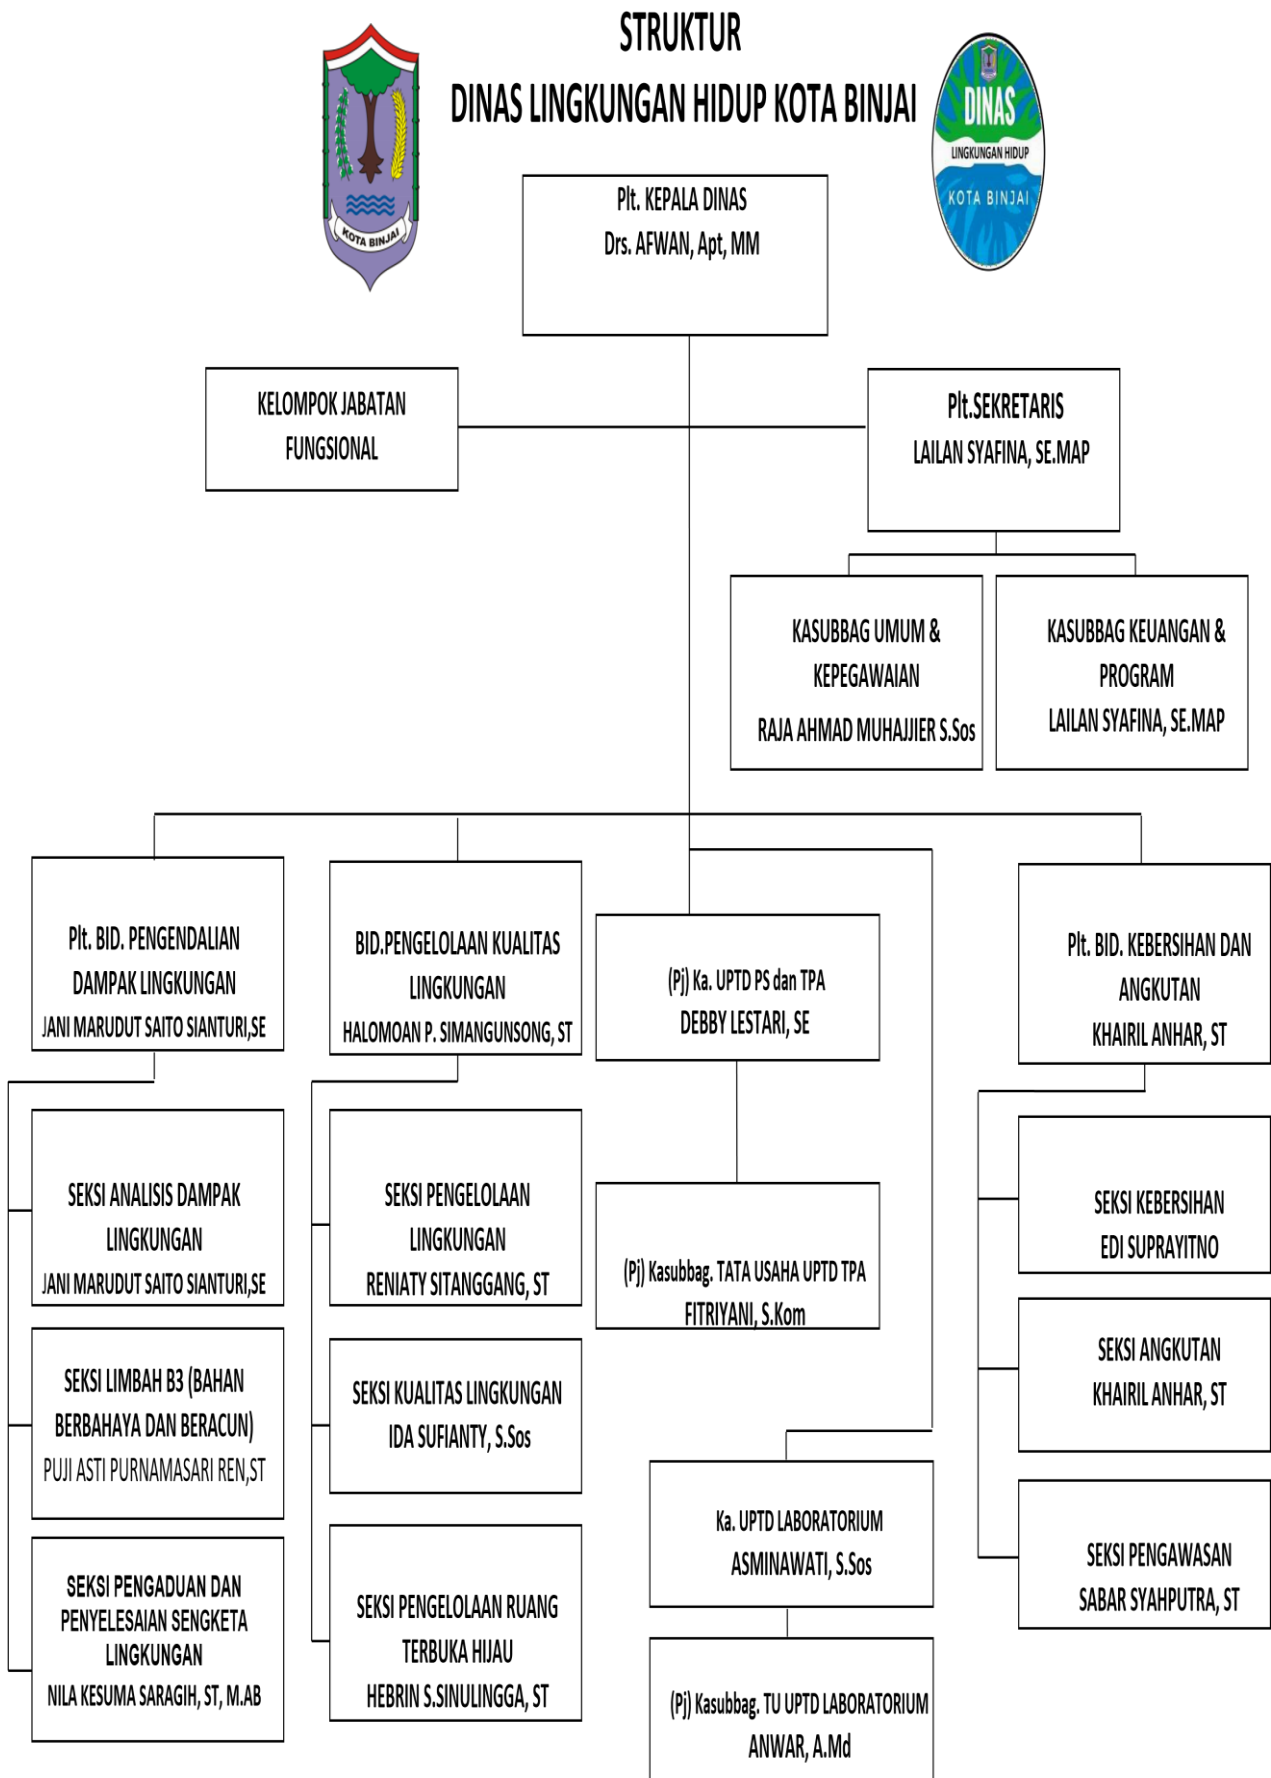 STRUKTUR
DINAS LINGKUNGAN HIDUP KOTA BINJAI
KOTA BINJAI
DINAS
LINGKUNGAN HIDUP
KOTA BINJAI
Plt. KEPALA DINAS
Drs. AFWAN, Apt, MM
KELOMPOK JABATAN
FUNGSIONAL
Plt.SEKRETARIS
LAILAN SYAFINA, SE.MAP
KASUBBAG UMUM &
KEPEGAWAIAN
RAJA AHMAD MUHAJJIER S.Sos
KASUBBAG KEUANGAN &
PROGRAM
LAILAN SYAFINA, SE.MAP
Plt. BID. PENGENDALIAN
DAMPAK LINGKUNGAN
JANI MARUDUT SAITO SIANTURI,SE
BID.PENGELOLAAN KUALITAS
LINGKUNGAN
HALOMOAN P. SIMANGUNSONG, ST
(Pj) Ka. UPTD PS dan TPA
DEBBY LESTARI, SE
Plt. BID. KEBERSIHAN DAN
ANGKUTAN
KHAIRIL ANHAR, ST
SEKSI ANALISIS DAMPAK
LINGKUNGAN
JANI MARUDUT SAITO SIANTURI,SE
SEKSI LIMBAH B3 (BAHAN
BERBAHAYA DAN BERACUN)
PUJI ASTI PURNAMASARI REN,ST
SEKSI PENGADUAN DAN
PENYELESAIAN SENGKETA
LINGKUNGAN
NILA KESUMA SARAGIH, ST, M.AB
SEKSI PENGELOLAAN
LINGKUNGAN
RENIATY SITANGGANG, ST
SEKSI KUALITAS LINGKUNGAN
IDA SUFIANTY, S.Sos
SEKSI PENGELOLAAN RUANG
TERBUKA HIJAU
HEBRIN S.SINULINGGA, ST
(Pj) Kasubbag. TATA USAHA UPTD TPA
FITRIYANI, S.Kom
Ka. UPTD LABORATORIUM
ASMINAWATI, S.Sos
(Pj) Kasubbag. TU UPTD LABORATORIUM
ANWAR, A.Md
SEKSI KEBERSIHAN
EDI SUPRAYITNO
SEKSI ANGKUTAN
KHAIRIL ANHAR, ST
SEKSI PENGAWASAN
SABAR SYAHPUTRA, ST